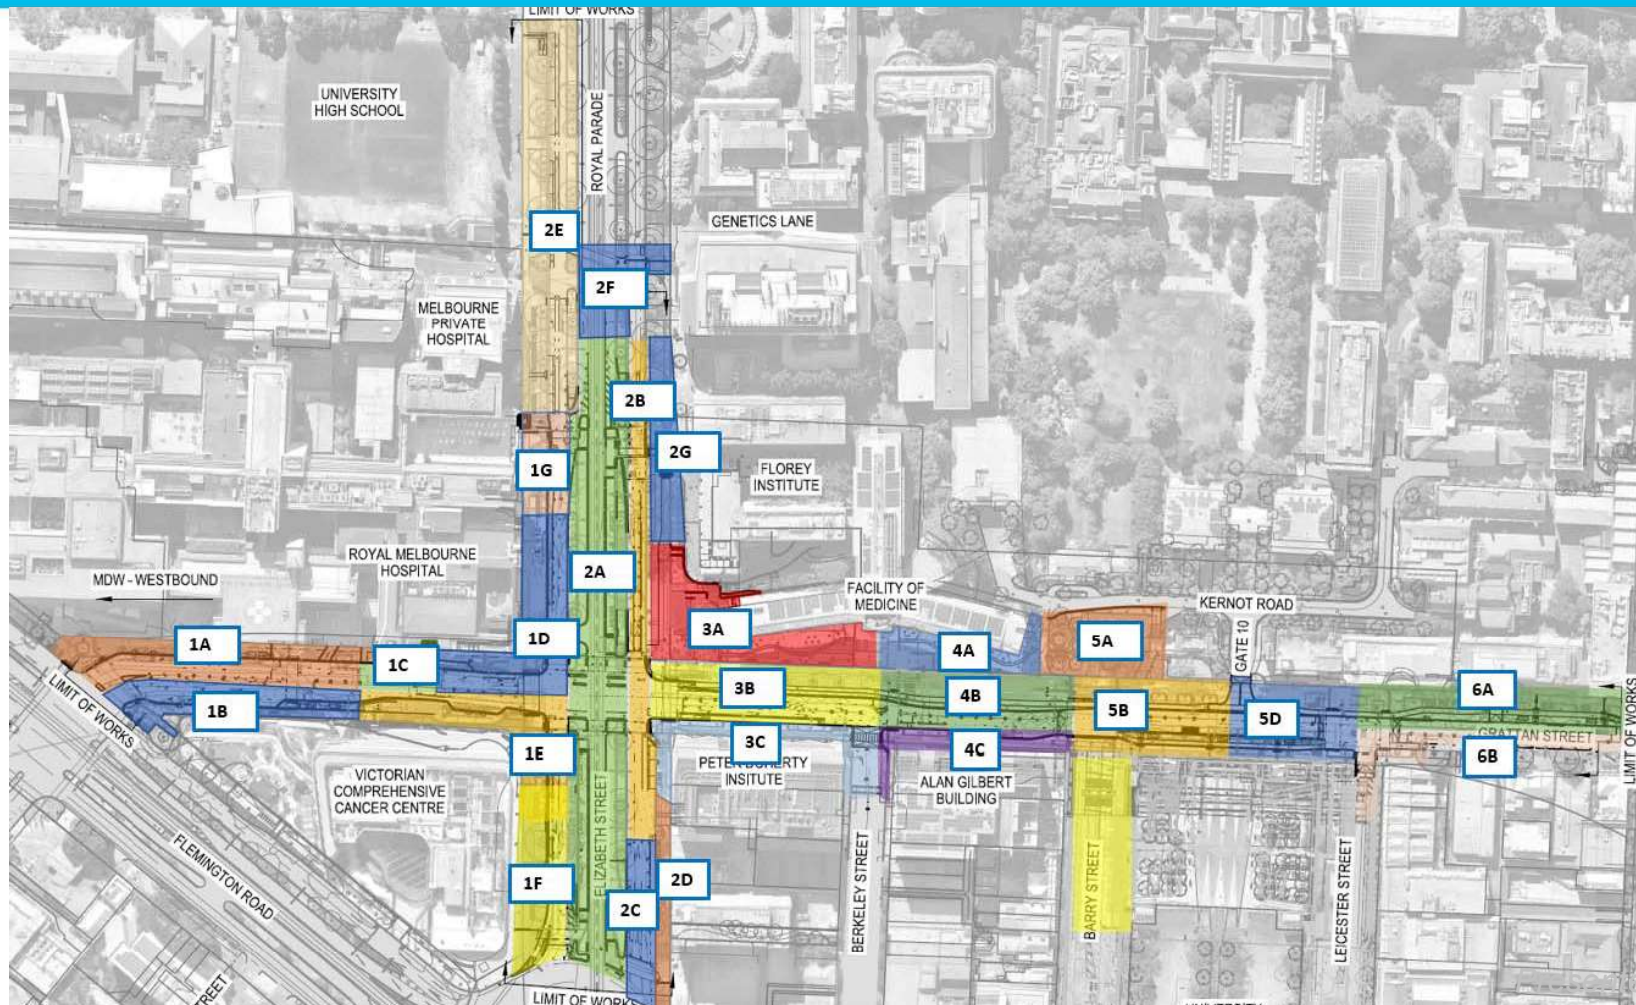 LIMIT OF WORKS
UNIVERSITY
HIGH SCHOOL
ROYAL PARADE
GENETICS LANE
2E
2F
MELBOURNE
PRIVATE
HOSPITAL
2B
2G
1G
FLOREY
INSTITUTE
ROYAL MELBOURNE
HOSPITAL
2A
MDW - WESTBOUND
FACILITY OF
MEDICINE
KERNOT ROAD
GATE 10
3A
1D
1A
1C
4A
5A
3B
4B
5B
5D
6A
1B
LIMIT OF WORKS
3C
4C
GRATTAN STREET
6B
LIMIT OF WORKS
1E
PETER DOHERTY
INSITUTE
VICTORIAN
COMPREHENSIVE
CANCER CENTRE
ALAN GILBERT
BUILDING
ELIZABETH STREET
FLEMINGTON ROAD
1F
2D
2C
BERKELEY STREET
BARRY STREET
LEICESTER STREET
STREET
LIMIT OF WORKS
UNIVERSITY